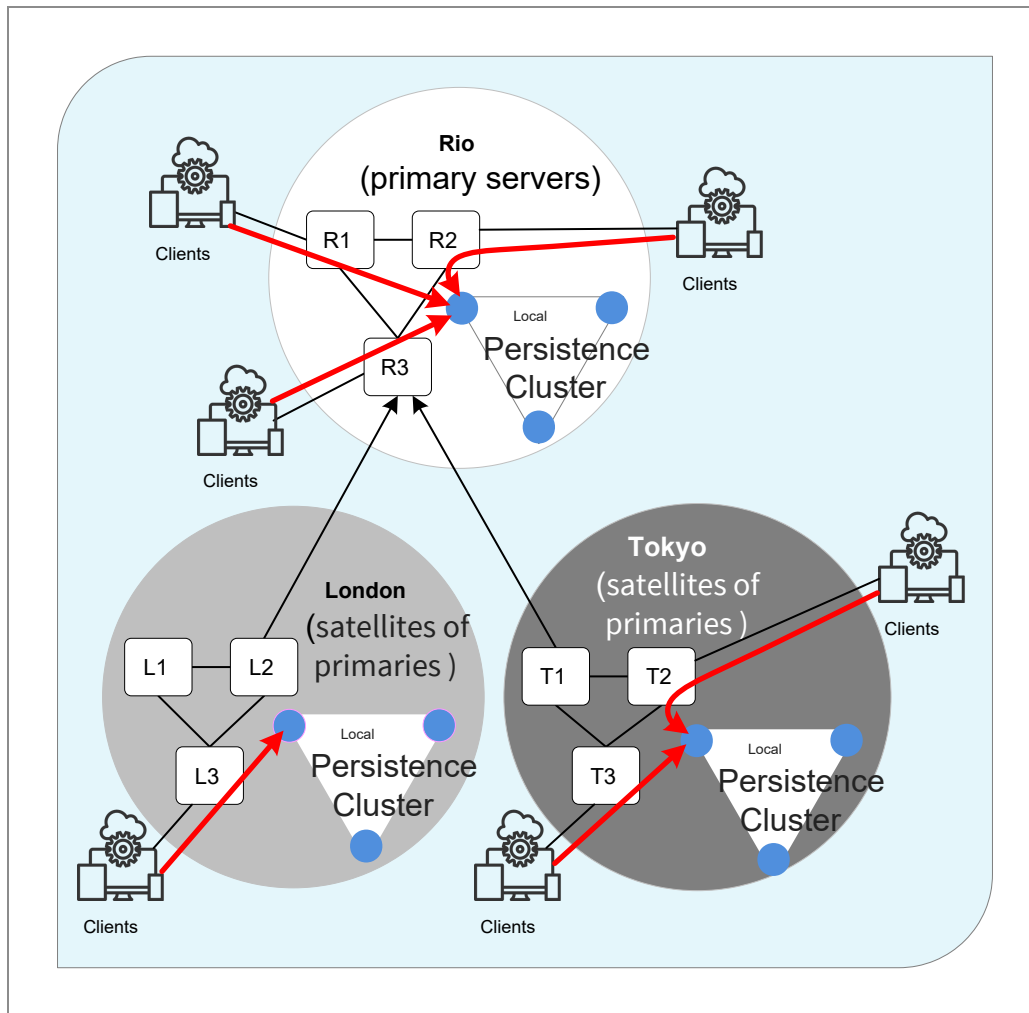 Rio
(primary servers)
Clients
R1
R2
Clients
Local
Persistence
Cluster
R3
Clients
London
(satellites of
primaries )
L1
L2
Local
Persistence
Cluster
L3
Clients
Tokyo
(satellites of
primaries )
Clients
T1
T2
Local
Persistence
Cluster
T3
Clients